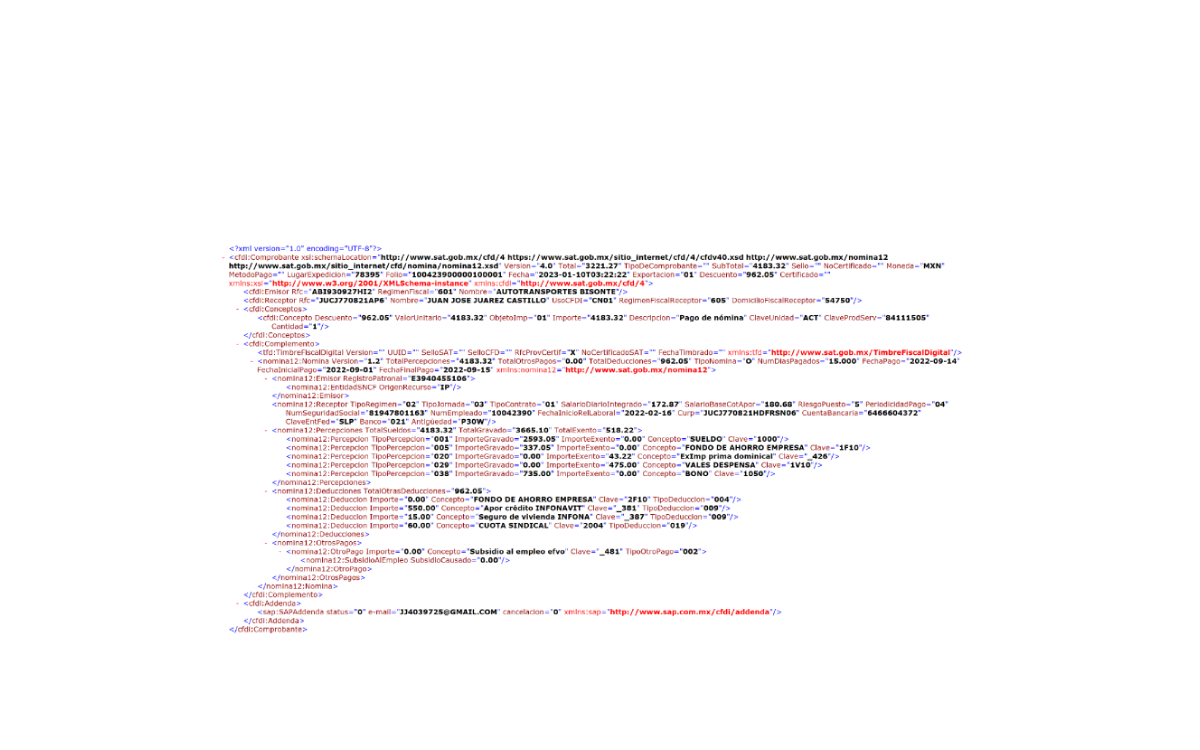 <?xml version="1.0" encoding="UTF-8"?>
- <cfdi:Comprobante xsi:schemaLocation="http://www.sat.gob.mx/cfd/4 https://www.sat.gob.mx/sitio_internet/cfd/4/cfdv40.xsd http://www.sat.gob.mx/nomina12
http://www.sat.gob.mx/sitio_internet/cfd/nomina/nomina12.xsd" Version="4.0" Total="3221.27" TipoDeComprobante="" SubTotal="4183.32" Sello="" NoCertificado="" Moneda="MXN"
MetodoPago="" LugarExpedicion="78395" Folio="100423900000100001" Fecha="2023-01-10T03:22:22" Exportacion="01" Descuento="962.05" Certificado=""
xmlns:xsi="http://www.w3.org/2001/XMLSchema-instance" xmlns:cfdi="http://www.sat.gob.mx/cfd/4">
<cfdi:Emisor Rfc="ABI930927HI2" RegimenFiscal="601" Nombre="AUTOTRANSPORTES BISONTE"/>
<cfdi:Receptor Rfc="JUCJ770821AP6" Nombre="JUAN JOSE JUAREZ CASTILLO" UsoCFDI="CN01" RegimenFiscalReceptor="605" DomicilioFiscalReceptor="54750"/>
- <cfdi:Conceptos>
<cfdi:Concepto Descuento="962.05" ValorUnitario="4183.32" ObjetoImp="01" Importe="4183.32" Descripcion="Pago de nómina" ClaveUnidad="ACT" ClaveProdServ="84111505"
Cantidad="1"/>
</cfdi:Conceptos>
- <cfdi:Complemento>
<tfd:TimbreFiscalDigital Version="" UUID="" SelloSAT="" SelloCFD="" RfcProvCertif="X" NoCertificadoSAT="" FechaTimbrado="" xmlns:tfd="http://www.sat.gob.mx/TimbreFiscalDigital"/>
- <nomina12:Nomina Version="1.2" TotalPercepciones="4183.32" TotalOtrosPagos="0.00" TotalDeducciones="962.05" TipoNomina="O" NumDiasPagados="15.000" FechaPago="2022-09-14"
FechaInicialPago="2022-09-01" FechaFinalPago="2022-09-15" xmlns:nomina12="http://www.sat.gob.mx/nomina12">
- <nomina12:Emisor RegistroPatronal="E3940455106">
<nomina12:EntidadSNCF OrigenRecurso="IP"/>
</nomina12:Emisor>
<nomina12:Receptor TipoRegimen="02" TipoJornada="03" TipoContrato="01" SalarioDiarioIntegrado="172.87" SalarioBaseCotApor="180.68" RiesgoPuesto="5" PeriodicidadPago="04"
NumSeguridadSocial="81947801163" NumEmpleado="10042390" FechaInicioRelLaboral="2022-02-16" Curp="JUCJ770821HDFRSN06" CuentaBancaria="6466604372"
ClaveEntFed="SLP" Banco="021" Antigüedad="P30W"/>
- <nomina12:Percepciones TotalSueldos="4183.32" TotalGravado="3665.10" TotalExento="518.22">
<nomina12:Percepcion TipoPercepcion="001" ImporteGravado="2593.05" ImporteExento="0.00" Concepto="SUELDO" Clave="1000"/>
<nomina12:Percepcion TipoPercepcion="005" ImporteGravado="337.05" ImporteExento="0.00" Concepto="FONDO DE AHORRO EMPRESA" Clave="1F10"/>
<nomina12:Percepcion TipoPercepcion="020" ImporteGravado="0.00" ImporteExento="43.22" Concepto="ExImp prima dominical" Clave="_426"/>
<nomina12:Percepcion TipoPercepcion="029" ImporteGravado="0.00" ImporteExento="475.00" Concepto="VALES DESPENSA" Clave="1V10"/>
<nomina12:Percepcion TipoPercepcion="038" ImporteGravado="735.00" ImporteExento="0.00" Concepto="BONO" Clave="1050"/>
</nomina12:Percepciones>
- <nomina12:Deducciones TotalOtrasDeducciones="962.05">
<nomina12:Deduccion Importe="0.00" Concepto="FONDO DE AHORRO EMPRESA" Clave="2F10" TipoDeduccion="004"/>
<nomina12:Deduccion Importe="550.00" Concepto="Apor crédito INFONAVIT" Clave="_381" TipoDeduccion="009"/>
<nomina12:Deduccion Importe="15.00" Concepto="Seguro de vivienda INFONA" Clave="_387" TipoDeduccion="009"/>
<nomina12:Deduccion Importe="60.00" Concepto="CUOTA SINDICAL" Clave="2004" TipoDeduccion="019"/>
</nomina12:Deducciones>
- <nomina12:OtrosPagos>
- <nomina12:OtroPago Importe="0.00" Concepto="Subsidio al empleo efvo" Clave="_481" TipoOtroPago="002">
<nomina12:SubsidioAlEmpleo SubsidioCausado="0.00"/>
</nomina12:OtroPago>
</nomina12:OtrosPagos>
</nomina12:Nomina>
</cfdi:Complemento>
- <cfdi:Addenda>
<sap:SAPAddenda status="0" e-mail="JJ4039725@GMAIL.COM" cancelacion="0" xmlns:sap="http://www.sap.com.mx/cfdi/addenda"/>
</cfdi:Addenda>
</cfdi:Comprobante>